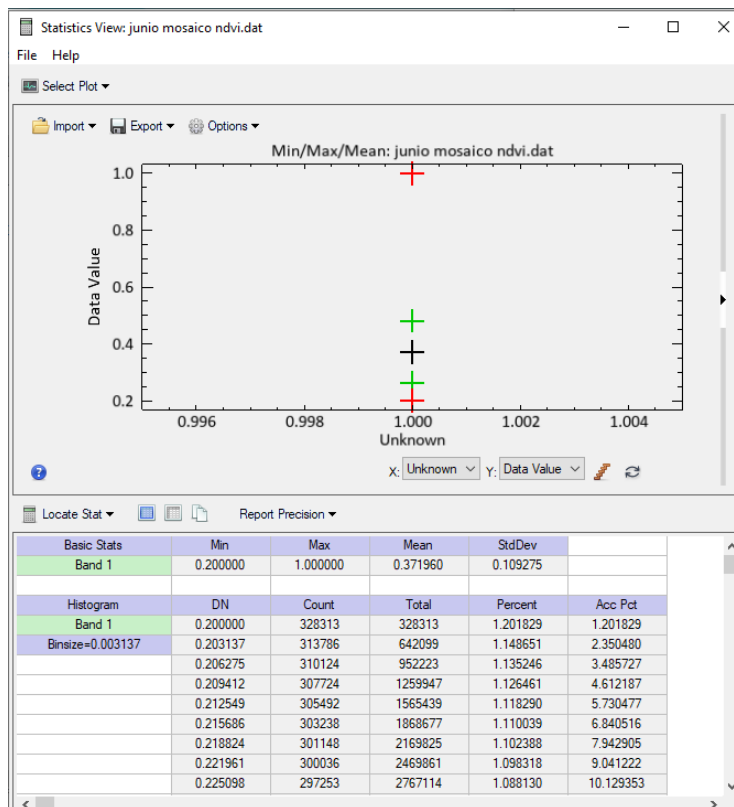 Statistics View: junio mosaico ndvi.dat
File Help
Select Plot
Import Export Options
Min/Max/Mean: junio mosaico ndvi.dat
1.0
0.8
0.6
0.4
0.2
Data Value
0.996 0.998 1.000 1.002 1.004
Unknown
X: Unknown Y: Data Value
Locate Stat Report Precision
Basic Stats Min Max Mean StdDev
Band 1 0.200000 1.000000 0.371960 0.109275
Histogram DN Count Total Percent Acc Pct
Band 1 0.200000 328313 328313 1.201829 1.201829
Binsize=0.003137 0.203137 313786 642099 1.148651 2.350480
0.206275 310124 952223 1.135246 3.485727
0.209412 307724 1259947 1.126461 4.612187
0.212549 305492 1565439 1.118290 5.730477
0.215686 303238 1868677 1.110039 6.840516
0.218824 301148 2169825 1.102388 7.942905
0.221961 300036 2469861 1.098318 9.041222
0.225098 297253 2767114 1.088130 10.129353